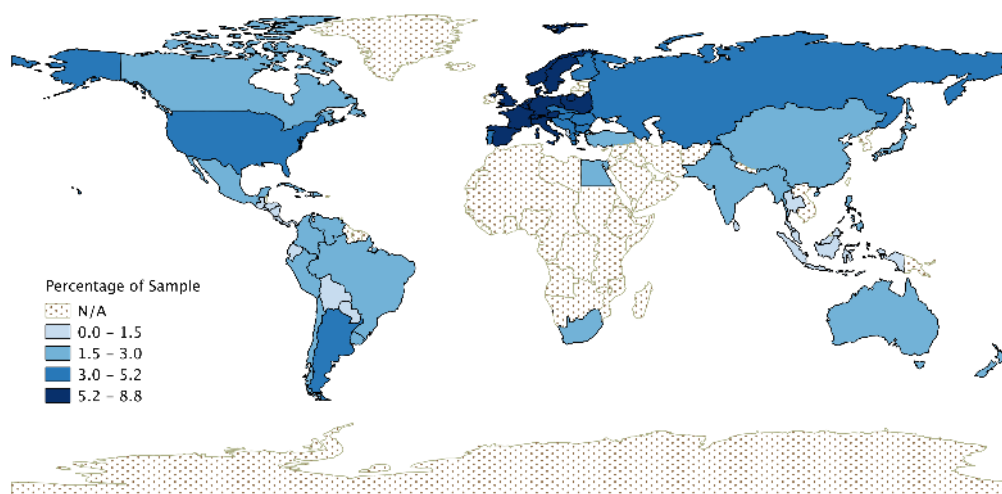 Percentage of Sample
N/A
0.0 – 1.5
1.5 – 3.0
3.0 – 5.2
5.2 – 8.8